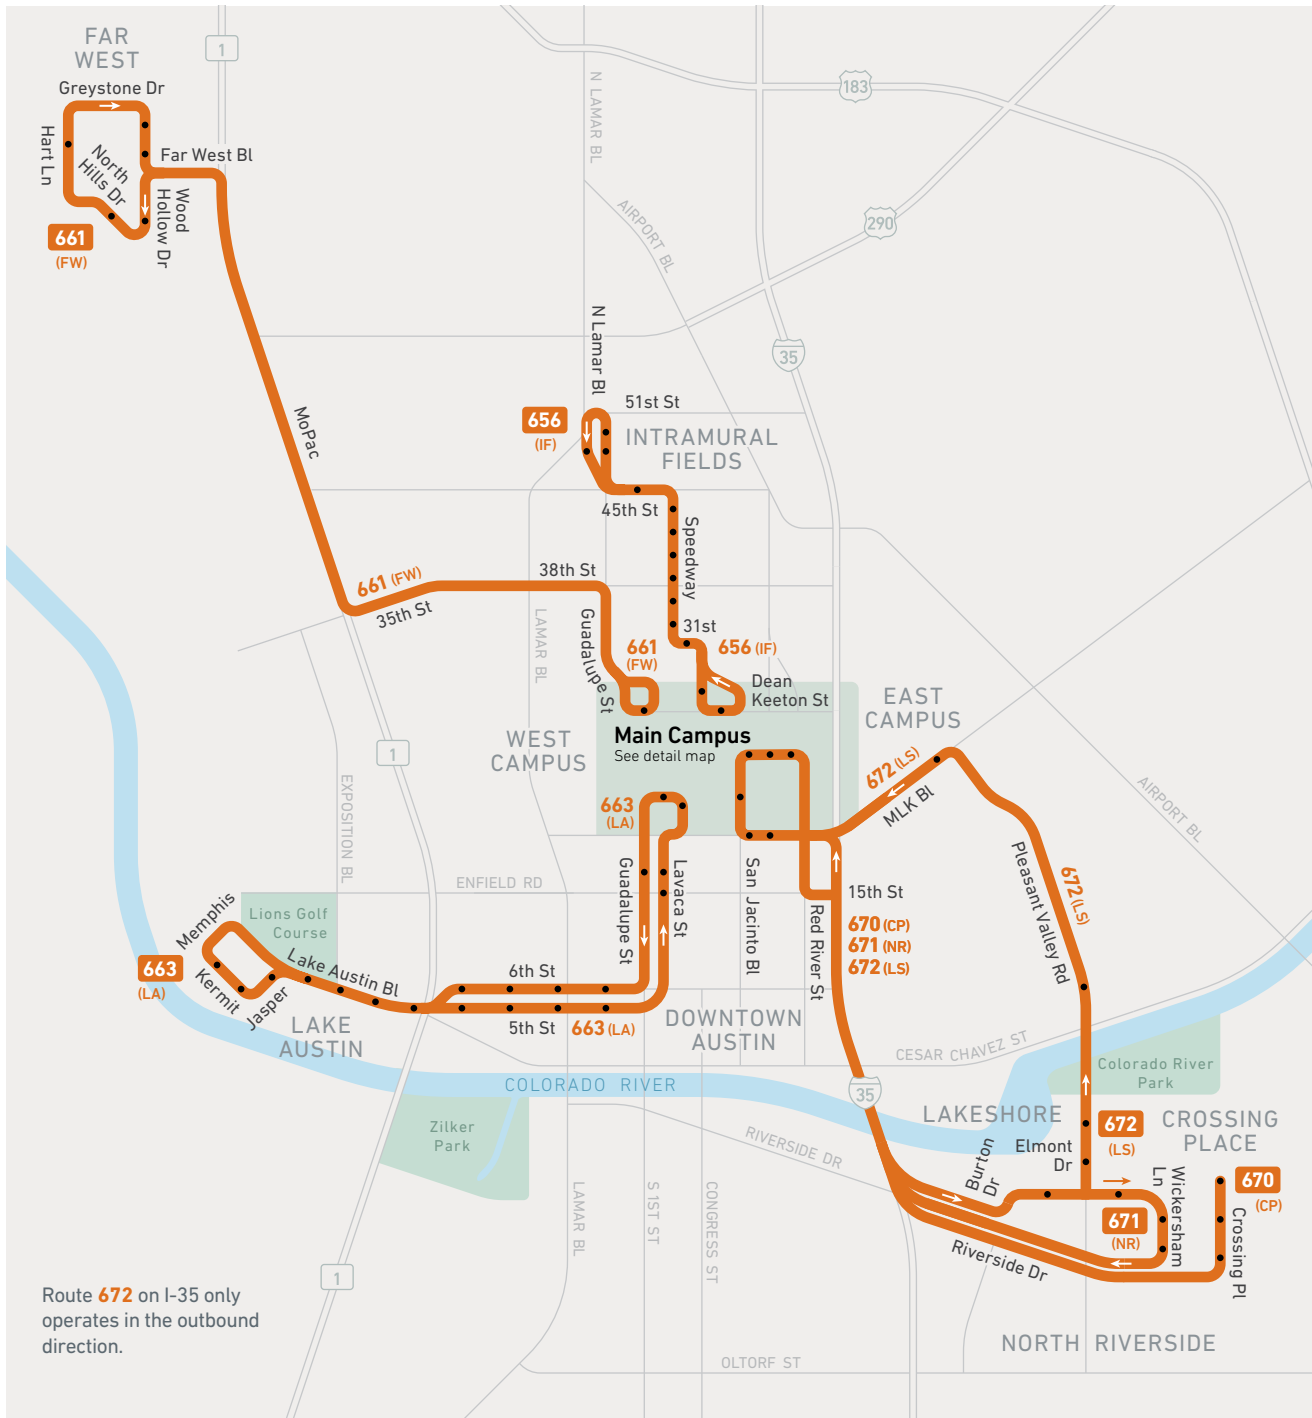 FAR
WEST
1
Greystone Dr
Hart Ln
North
Hills Dr
Far West Bl
Wood
Hollow Dr
661
(FW)
N LAMAR BL
183
AIRPORT BL
290
35
N Lamar Bl
51st St
656
(IF)
INTRAMURAL
FIELDS
MoPac
45th St
Speedway
661 (FW)
35th St
38th St
LAMAR BL
Guadalupe St
31st
661
(FW)
656 (IF)
Dean
Keeton St
EAST
CAMPUS
WEST
CAMPUS
Main Campus
See detail map
1
672 (LS)
MLK Bl
AIRPORT BL
EXPOSITION BL
663
(LA)
Guadalupe St
Lavaca St
San Jacinto Bl
Pleasant Valley Rd
672 (LS)
ENFIELD RD
15th St
Red River St
670 (CP)
671 (NR)
672 (LS)
Lions Golf
Course
Memphis
663
(LA)
Kermit
Jasper
Lake Austin Bl
6th St
5th St
663 (LA)
LAKE
AUSTIN
DOWNTOWN
AUSTIN
CESAR CHAVEZ ST
COLORADO RIVER
35
Colorado River
Park
LAKESHORE
CROSSING
PLACE
Zilker
Park
RIVERSIDE DR
Burton
Dr
Elmont
Dr
672
(LS)
Wickersham
Ln
670
(CP)
671
(NR)
Crossing Pl
Riverside Dr
LAMAR BL
S 1ST ST
CONGRESS ST
1
Route 672 on I-35 only
operates in the outbound
direction.
NORTH RIVERSIDE
OLTORF ST